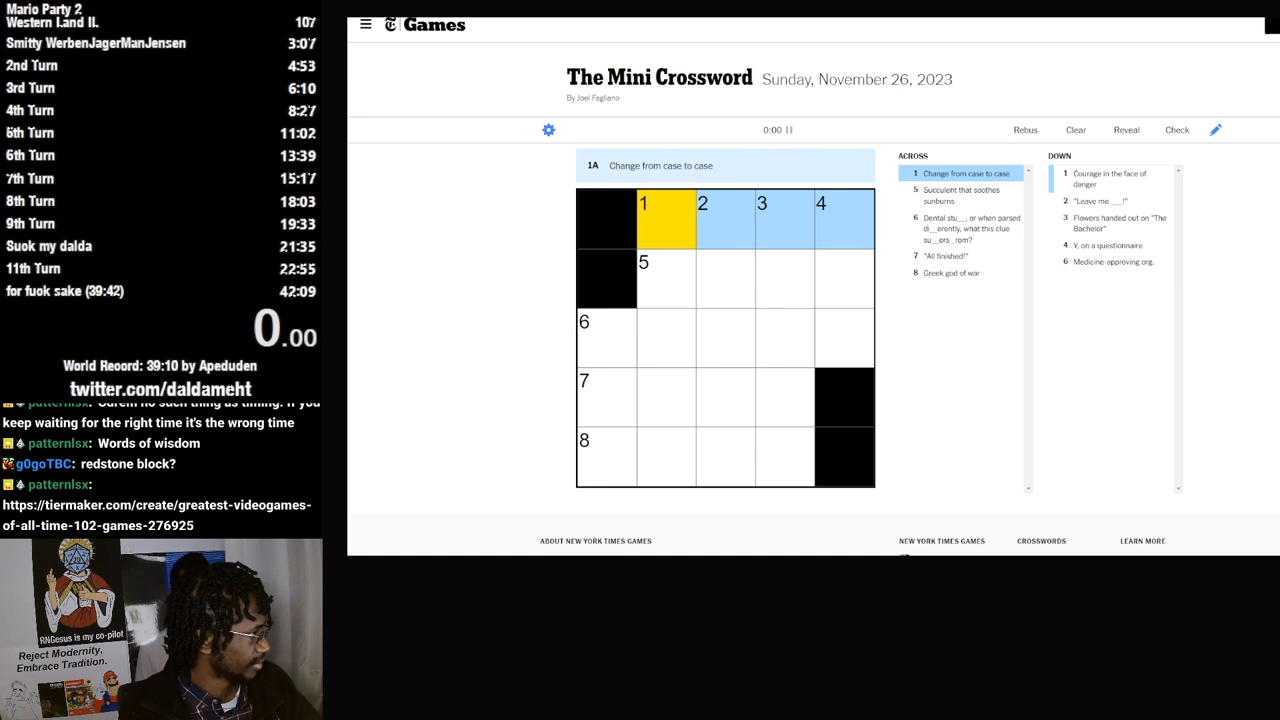 Mario Party 2
Western Land II. 107
Smitty WerbenJagerManJensen 3:07
2nd Turn 4:53
3rd Turn 6:10
4th Turn 8:27
5th Turn 11:02
6th Turn 13:39
7th Turn 15:17
8th Turn 18:03
9th Turn 19:33
Suck my dalda 21:35
11th Turn 22:55
for fuck sake (39:42) 42:09
0.00
World Record: 39:10 by Apeduden
twitter.com/daldameht
keep waiting for the right time it's the wrong time
patternlsx: Words of wisdom
g0goTBC: redstone block?
patternlsx:
https://tiermaker.com/create/greatest-videogames-
of-all-time-102-games-276925
RNGesus is my co-pilot
Reject Modernity,
Embrace Tradition.
Games
The Mini Crossword Sunday, November 26, 2023
By Joel Fagliano
0:00
Rebus Clear Reveal Check
1A Change from case to case
1 2 3 4
5
6
7
8
ACROSS
1 Change from case to case
5 Succulent that soothes
sunburns
6 Dental stu__, or when parsed
di__erently, what this clue
su__ers _rom?
7 "All finished!"
8 Greek god of war
DOWN
1 Courage in the face of
danger
2 "Leave me ___!"
3 Flowers handed out on "The
Bachelor"
4 Y, on a questionnaire
6 Medicine-approving org.
ABOUT NEW YORK TIMES GAMES NEW YORK TIMES GAMES CROSSWORDS LEARN MORE